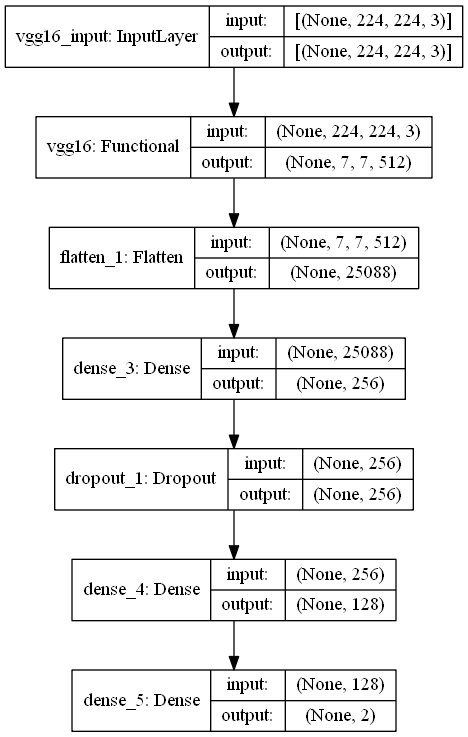 vgg16_input: InputLayer
input:
[(None, 224, 224, 3)]
output:
[(None, 224, 224, 3)]
vgg16: Functional
input:
(None, 224, 224, 3)
output:
(None, 7, 7, 512)
flatten_1: Flatten
input:
(None, 7, 7, 512)
output:
(None, 25088)
dense_3: Dense
input:
(None, 25088)
output:
(None, 256)
dropout_1: Dropout
input:
(None, 256)
output:
(None, 256)
dense_4: Dense
input:
(None, 256)
output:
(None, 128)
dense_5: Dense
input:
(None, 128)
output:
(None, 2)